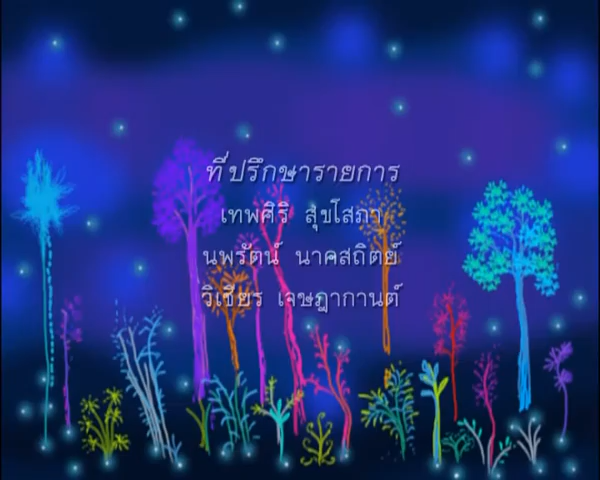 ที่ปรึกษารายการ
เทพศิริ สุขโสภา
นพรัตน์ นาคสถิตย์
วิเชียร เจษฎากานต์